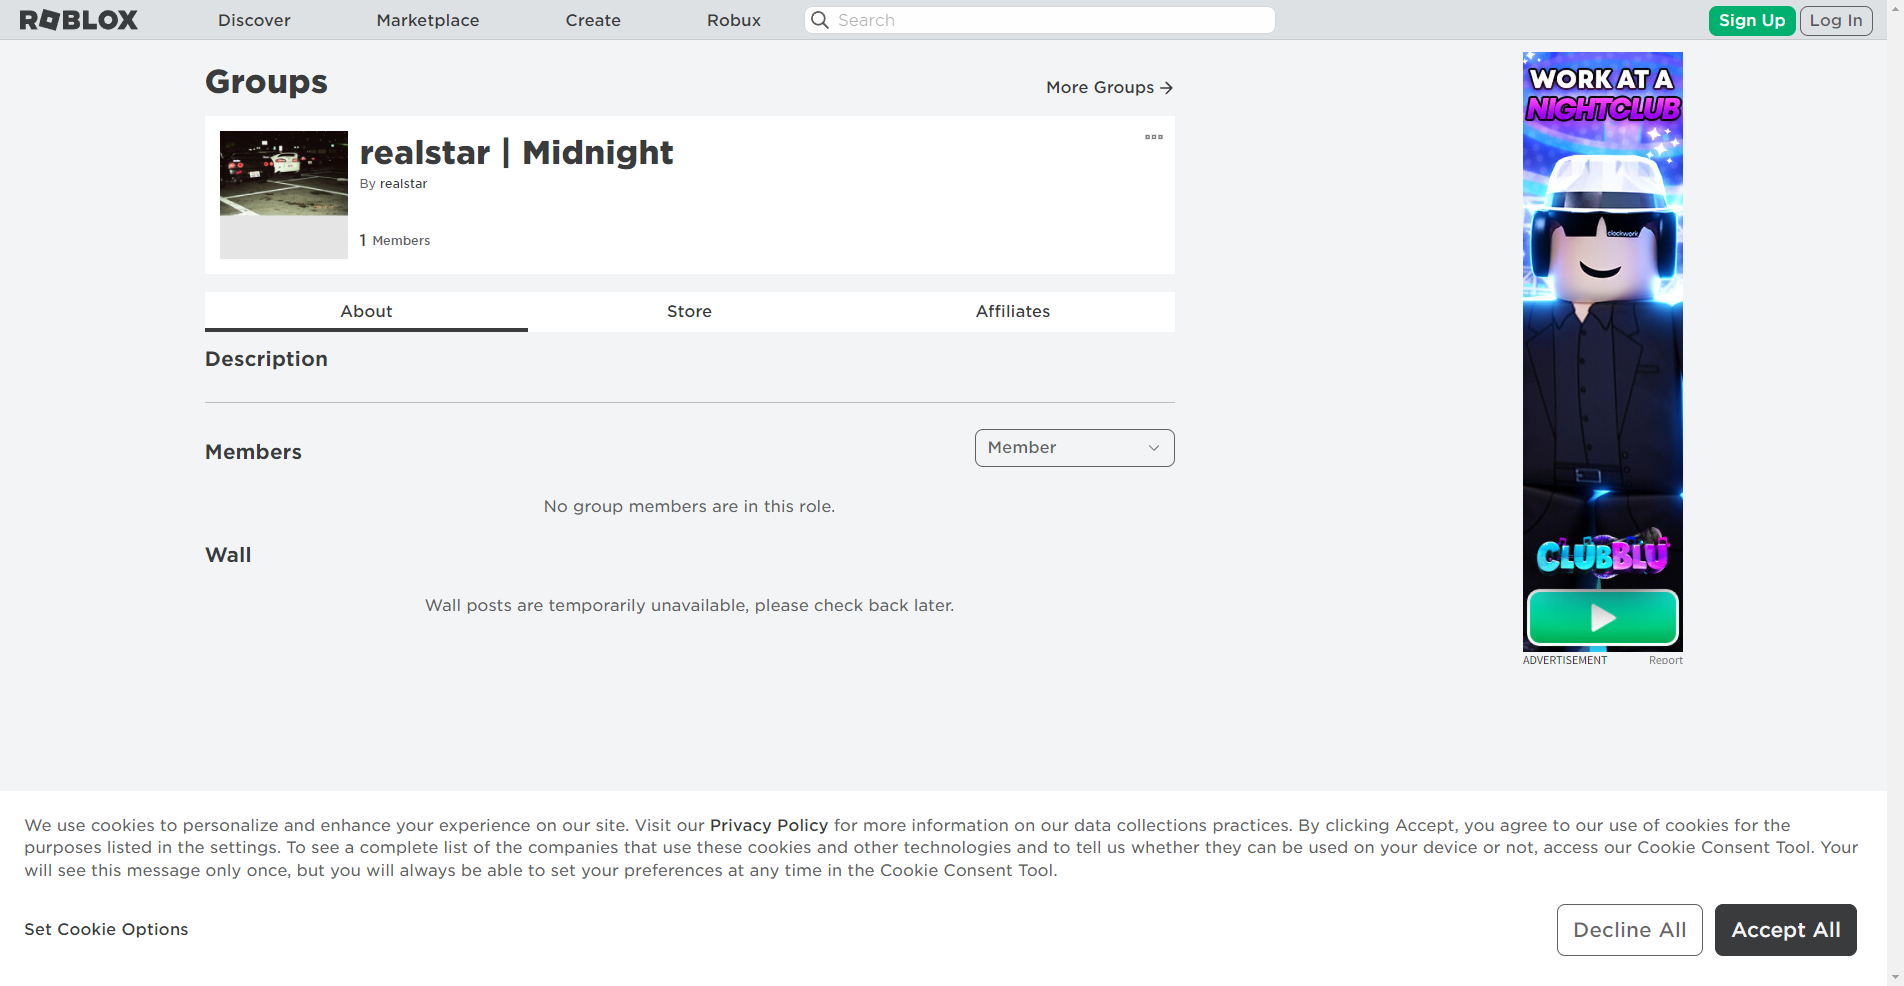 ROBLOX
Discover
Marketplace
Create
Robux
Search
Sign Up
Log In
Groups
More Groups
realstar | Midnight
By realstar
1 Members
About
Store
Affiliates
Description
Members
Member
No group members are in this role.
Wall
Wall posts are temporarily unavailable, please check back later.
WORK AT A
NIGHTCLUB
clockwork
CLUBBLU
ADVERTISEMENT
Report
We use cookies to personalize and enhance your experience on our site. Visit our Privacy Policy for more information on our data collections practices. By clicking Accept, you agree to our use of cookies for the
purposes listed in the settings. To see a complete list of the companies that use these cookies and other technologies and to tell us whether they can be used on your device or not, access our Cookie Consent Tool. Your
will see this message only once, but you will always be able to set your preferences at any time in the Cookie Consent Tool.
Set Cookie Options
Decline All
Accept All